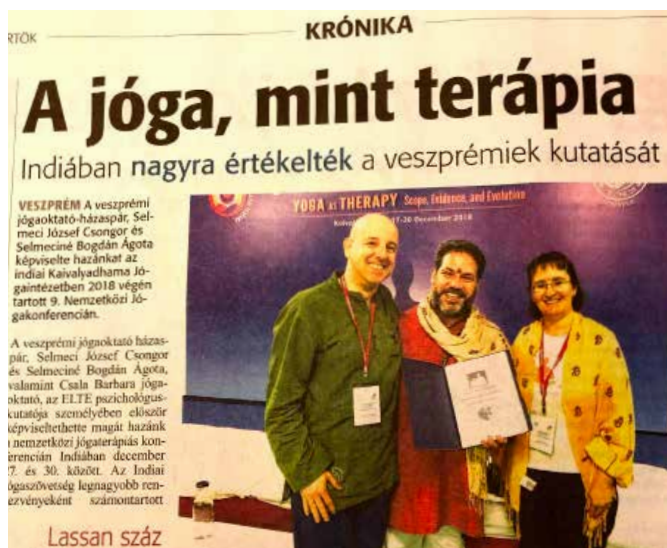 RTÖK
KRÓNIKA
A jóga, mint terápia
Indiában nagyra értékelték a veszprémiek kutatását
VESZPRÉM A veszprémi
jógaoktató-házaspár, Sel-
meci József Csongor és
Selmeciné Bogdán Ágota
képviselte hazánkat az
indiai Kaivalyadhama Jó-
gaintézetben 2018 végén
tartott 9. Nemzetközi Jó-
gakonferencián.
A veszprémi jógaoktató házas-
pár, Selmeci József Csongor
és Selmeciné Bogdán Ágota,
valamint Csala Barbara jóga-
oktató, az ELTE pszichológus-
kutatója személyében először
képviseltethette magát hazánk
nemzetközi jógaterápiás kon-
ferencián Indiában december
7. és 30. között. Az Indiai
ógaszövetség legnagyobb ren-
ezvényeként számontartott
Lassan száz
YOGA as THERAPY Scope, Evidence, and Evolution
27-30 December 2018